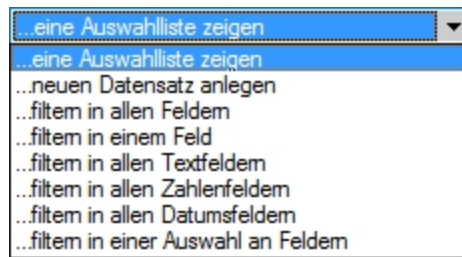 ...eine Auswahlliste zeigen
...eine Auswahlliste zeigen
...neuen Datensatz anlegen
...filtern in allen Feldern
...filtern in einem Feld
...filtern in allen Textfeldern
...filtern in allen Zahlenfeldern
...filtern in allen Datumsfeldern
...filtern in einer Auswahl an Feldern